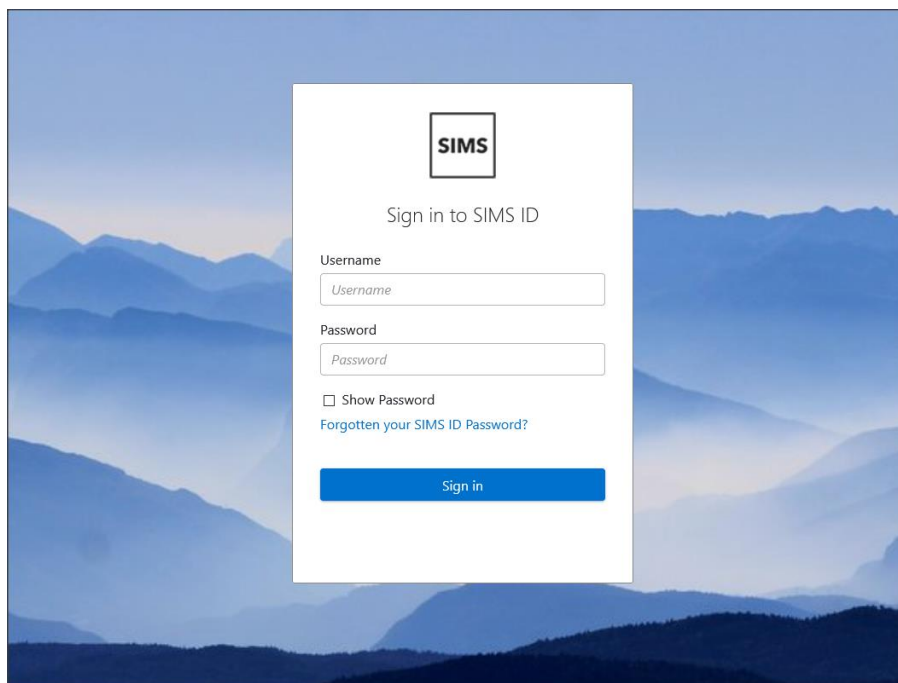 SIMS
Sign in to SIMS ID
Username
Username
Password
Password
Show Password
Forgotten your SIMS ID Password?
Sign in